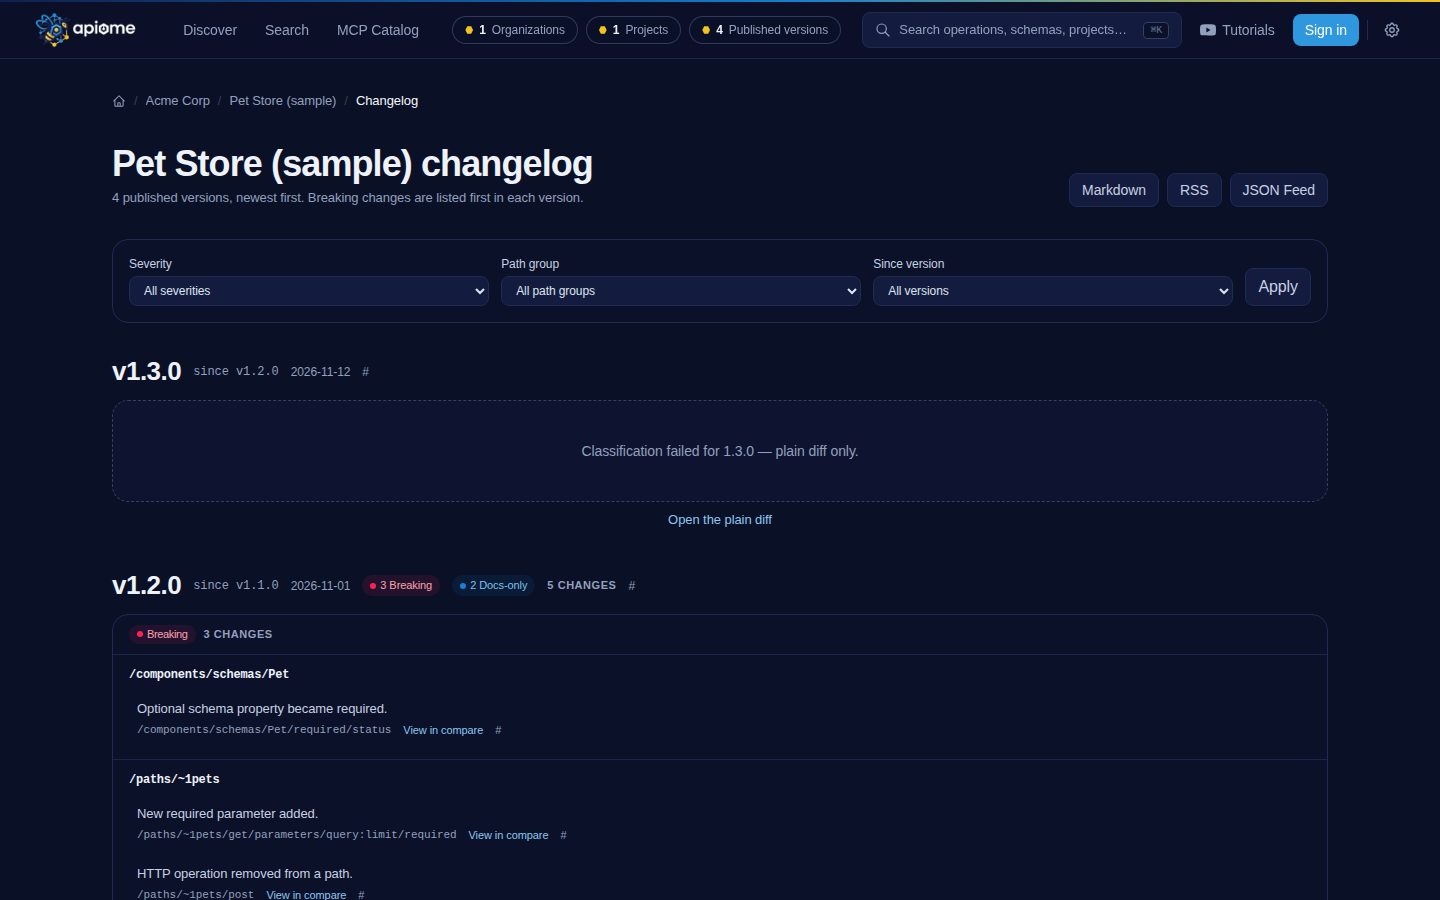 apiome
Discover
Search
MCP Catalog
1 Organizations
1 Projects
4 Published versions
Search operations, schemas, projects…
⌘K
Tutorials
Sign in
/ Acme Corp / Pet Store (sample) / Changelog
Pet Store (sample) changelog
4 published versions, newest first. Breaking changes are listed first in each version.
Markdown
RSS
JSON Feed
Severity
All severities
Path group
All path groups
Since version
All versions
Apply
v1.3.0 since v1.2.0 2026-11-12 #
Classification failed for 1.3.0 — plain diff only.
Open the plain diff
v1.2.0 since v1.1.0 2026-11-01 3 Breaking 2 Docs-only 5 CHANGES #
Breaking 3 CHANGES
/components/schemas/Pet
Optional schema property became required.
/components/schemas/Pet/required/status View in compare #
/paths/~1pets
New required parameter added.
/paths/~1pets/get/parameters/query:limit/required View in compare #
HTTP operation removed from a path.
/paths/~1pets/post View in compare #